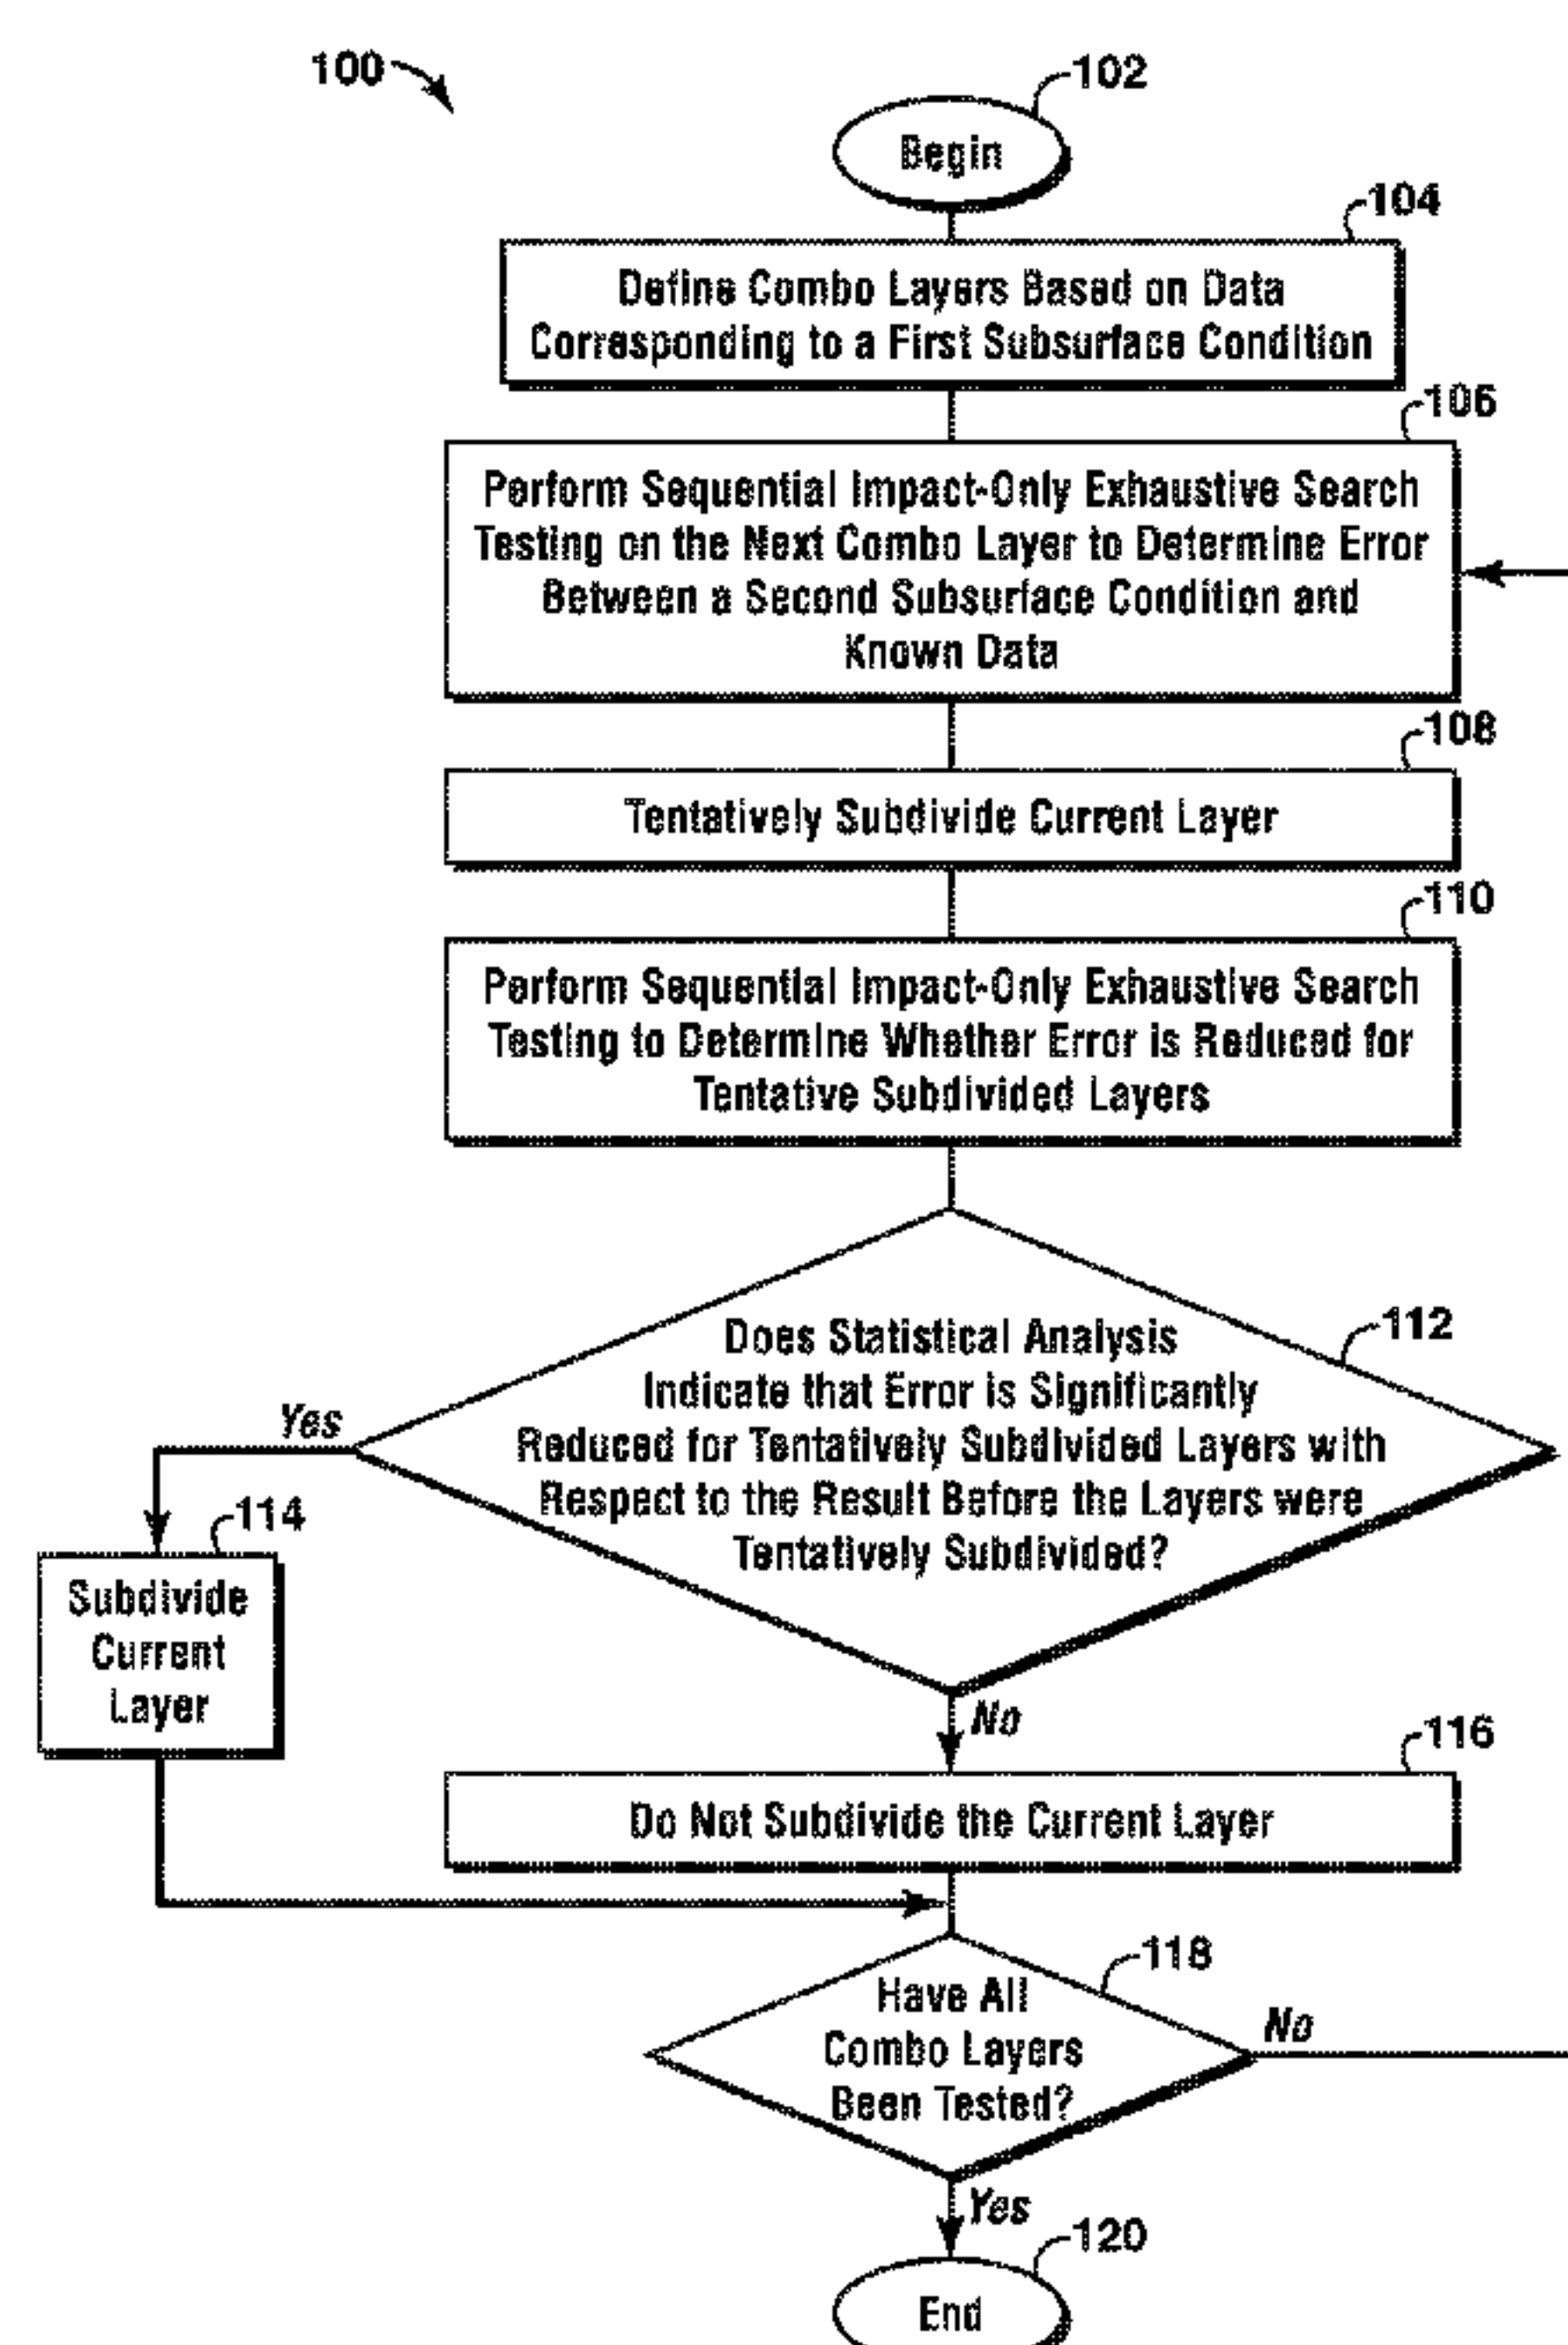 100
102
Begin
104
Define Combo Layers Based on Data
Corresponding to a First Subsurface Condition
106
Perform Sequential Impact-Only Exhaustive Search
Testing on the Next Combo Layer to Determine Error
Between a Second Subsurface Condition and
Known Data
108
Tentatively Subdivide Current Layer
110
Perform Sequential Impact-Only Exhaustive Search
Testing to Determine Whether Error is Reduced for
Tentative Subdivided Layers
112
Does Statistical Analysis
Indicate that Error is Significantly
Reduced for Tentatively Subdivided Layers with
Respect to the Result Before the Layers were
Tentatively Subdivided?
Yes
114
Subdivide
Current
Layer
No
116
Do Not Subdivide the Current Layer
118
Have All
Combo Layers
Been Tested?
No
Yes
120
End